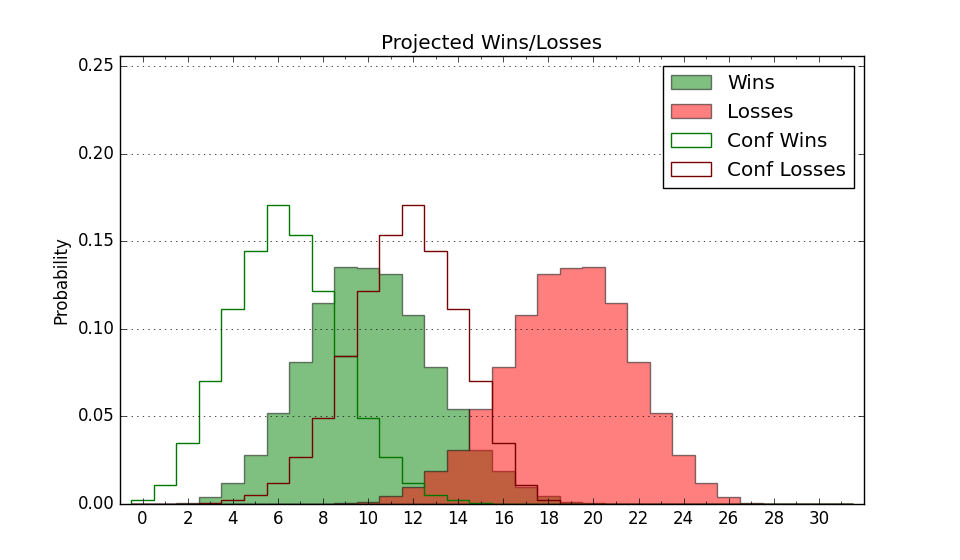 Projected Wins/Losses
0.25
0.20
0.15
0.10
0.05
0.00
Probability
Wins
Losses
Conf Wins
Conf Losses
0 2 4 6 8 10 12 14 16 18 20 22 24 26 28 30